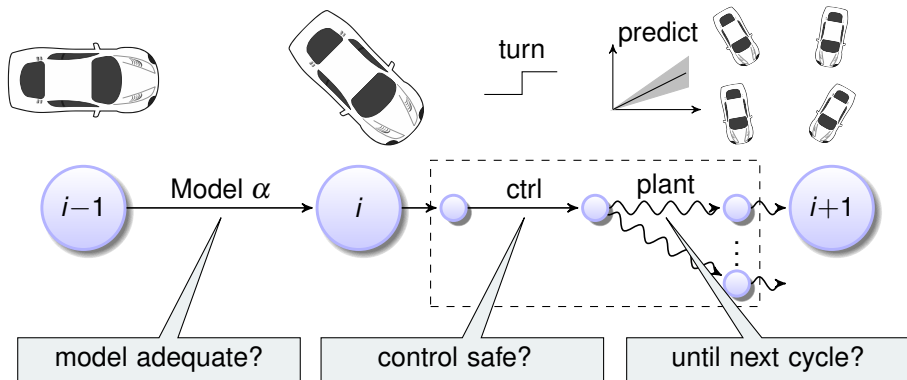 turn
predict
i−1
Model α
i
ctrl
plant
i+1
model adequate?
control safe?
until next cycle?